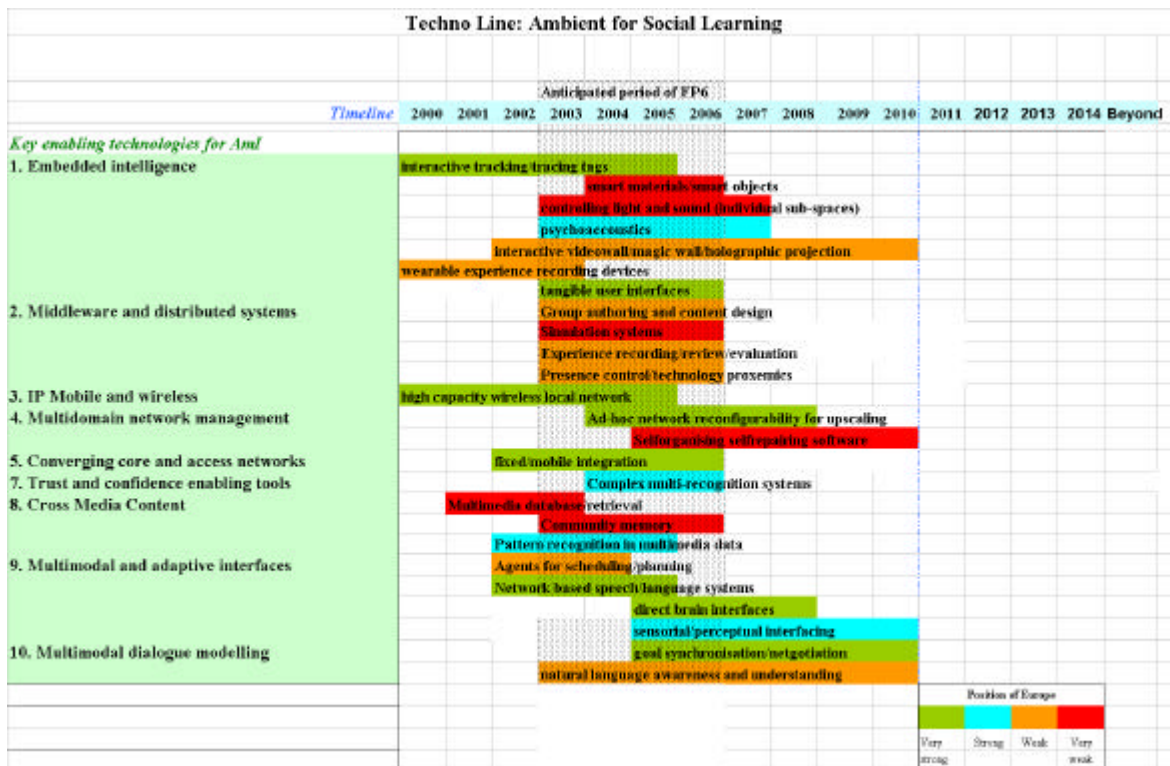 Techno Line: Ambient for Social Learning
Anticipated period of FP6
Timeline 2000 2001 2002 2003 2004 2005 2006 2007 2008 2009 2010 2011 2012 2013 2014 Beyond
Key enabling technologies for AmI
1. Embedded intelligence interactive tracking/tracing tags
smart materials/smart objects
controlling light and sound (individual sub-spaces)
psychoaccoustics
interactive videowall/magic wall/holographic projection
wearable experience recording devices
tangible user interfaces
2. Middleware and distributed systems Group authoring and content design
Simulation systems
Experience recording/review/evaluation
Presence control/technology proxemics
3. IP Mobile and wireless high capacity wireless local network
4. Multidomain network management Ad-hoc network reconfigurability for upscaling
Selforganising selfrepairing software
5. Converging core and access networks fixed/mobile integration
7. Trust and confidence enabling tools Complex multi-recognition systems
8. Cross Media Content Multimedia database/retrieval
Community memory
Pattern recognition in multimedia data
9. Multimodal and adaptive interfaces Agents for scheduling/planning
Network based speech/language systems
direct brain interfaces
sensorial/perceptual interfacing
10. Multimodal dialogue modelling goal synchronisation/netgotiation
natural language awareness and understanding
Position of Europe
Very strong Strong Weak Very weak